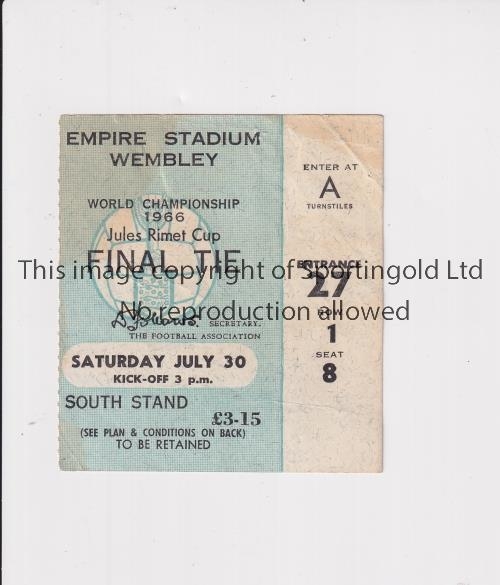 EMPIRE STADIUM
WEMBLEY
WORLD CHAMPIONSHIP
1966
Jules Rimet Cup
FINAL TIE
SECRETARY.
THE FOOTBALL ASSOCIATION
SATURDAY JULY 30
KICK-OFF 3 p.m.
SOUTH STAND
£3-15
(SEE PLAN & CONDITIONS ON BACK)
TO BE RETAINED
ENTER AT
A
TURNSTILES
ENTRANCE
27
ROW
1
SEAT
8
This image copyright of Sportingold Ltd
No reproduction allowed